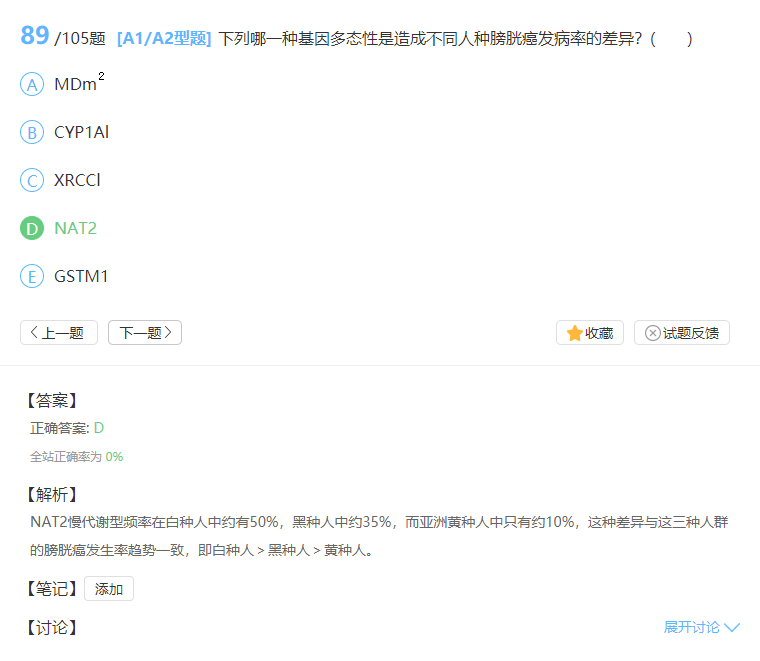 89 /105题 [A1/A2型题] 下列哪一种基因多态性是造成不同人种膀胱癌发病率的差异?(　　)
A MDm²
B CYP1Al
C XRCCl
D NAT2
E GSTM1
上一题 下一题 收藏 试题反馈
【答案】
正确答案: D
全站正确率为 0%
【解析】
NAT2慢代谢型频率在白种人中约有50%，黑种人中约35%，而亚洲黄种人中只有约10%，这种差异与这三种人群
的膀胱癌发生率趋势一致，即白种人＞黑种人＞黄种人。
【笔记】 添加
【讨论】 展开讨论